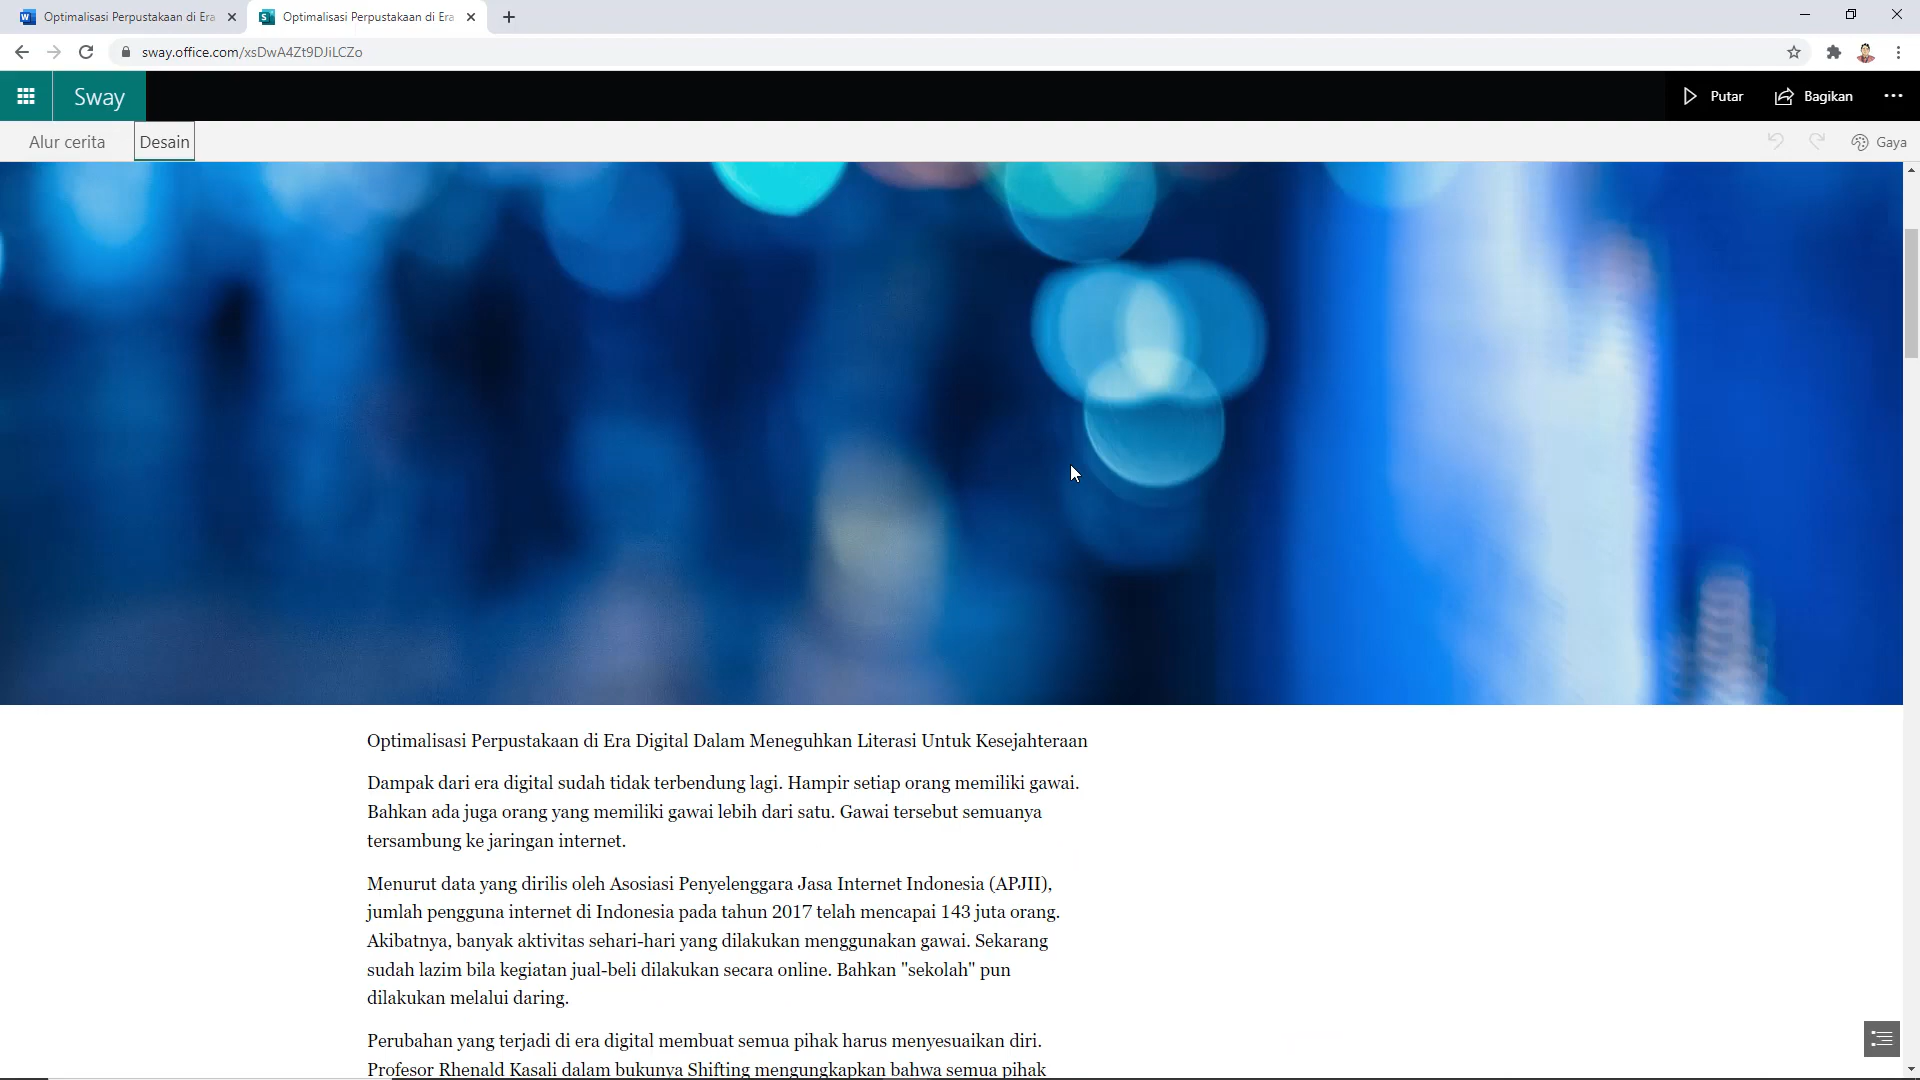 Optimalisasi Perpustakaan di Era
Optimalisasi Perpustakaan di Era
sway.office.com/xsDwA4Zt9DJiLCZo
Sway
Putar
Bagikan
Alur cerita
Desain
Gaya
Optimalisasi Perpustakaan di Era Digital Dalam Meneguhkan Literasi Untuk Kesejahteraan
Dampak dari era digital sudah tidak terbendung lagi. Hampir setiap orang memiliki gawai.
Bahkan ada juga orang yang memiliki gawai lebih dari satu. Gawai tersebut semuanya
tersambung ke jaringan internet.
Menurut data yang dirilis oleh Asosiasi Penyelenggara Jasa Internet Indonesia (APJII),
jumlah pengguna internet di Indonesia pada tahun 2017 telah mencapai 143 juta orang.
Akibatnya, banyak aktivitas sehari-hari yang dilakukan menggunakan gawai. Sekarang
sudah lazim bila kegiatan jual-beli dilakukan secara online. Bahkan "sekolah" pun
dilakukan melalui daring.
Perubahan yang terjadi di era digital membuat semua pihak harus menyesuaikan diri.
Profesor Rhenald Kasali dalam bukunya Shifting mengungkapkan bahwa semua pihak